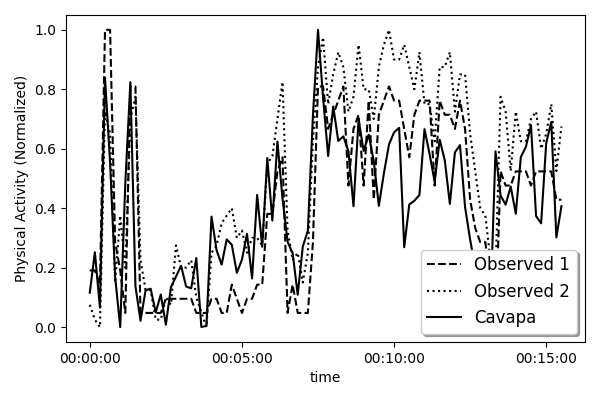 Physical Activity (Normalized)
1.0
0.8
0.6
0.4
0.2
0.0
Observed 1
Observed 2
Cavapa
00:00:00 00:05:00 00:10:00 00:15:00
time